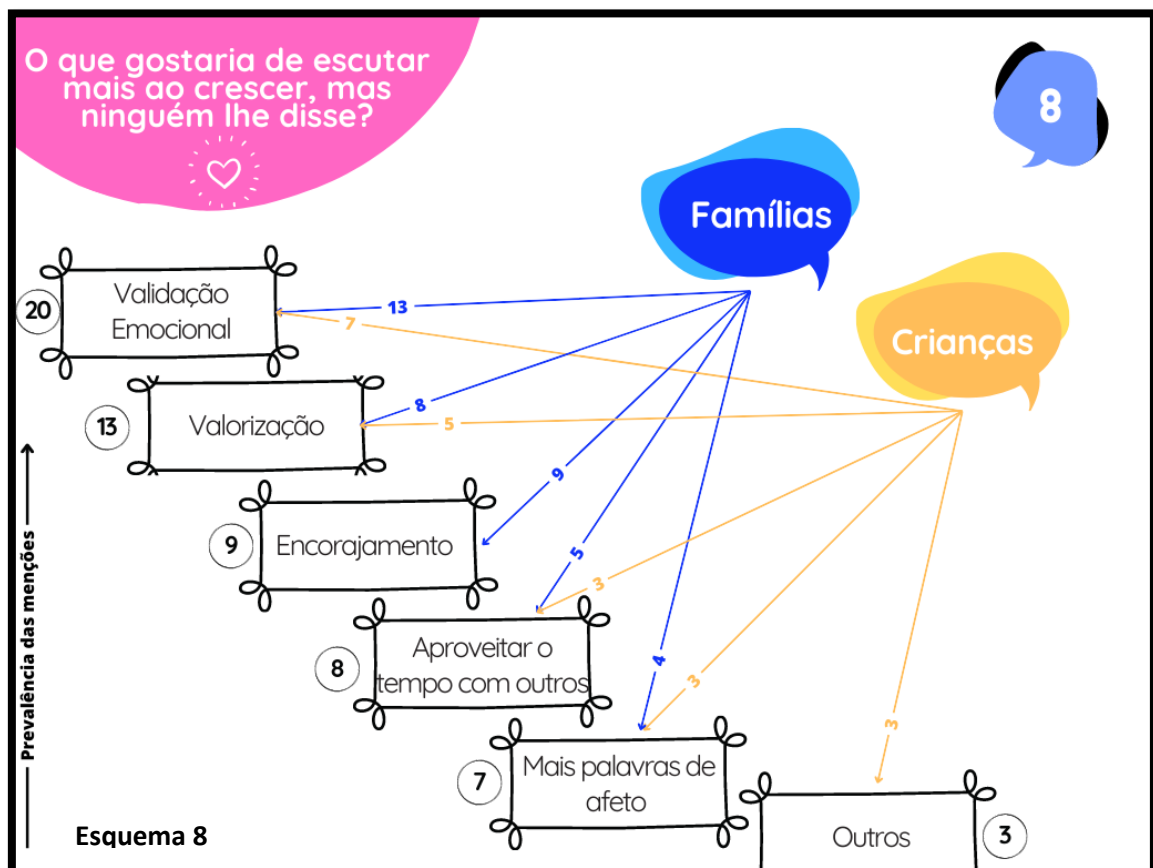 O que gostaria de escutar
mais ao crescer, mas
ninguém lhe disse?
8
Famílias
Crianças
20
Validação
Emocional
13
7
13
Valorização
8
5
9
Encorajamento
9
8
Aproveitar o
tempo com outros
5
3
7
Mais palavras de
afeto
4
3
Outros
3
3
Prevalência das menções
Esquema 8